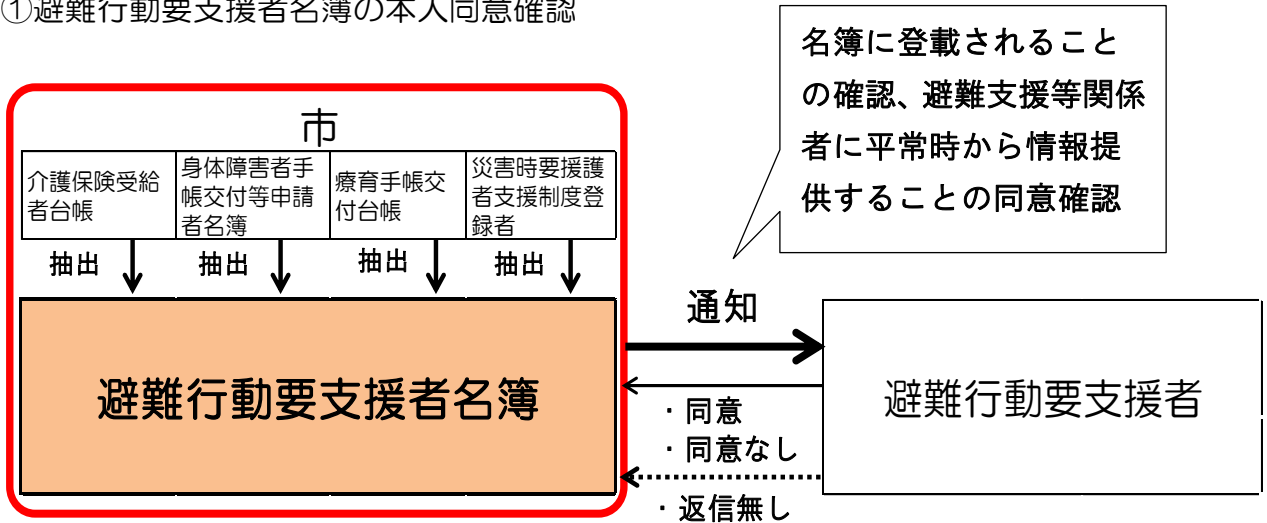 ①避難行動要支援者名簿の本人同意確認
名簿に登載されること
の確認、避難支援等関係
者に平常時から情報提
供することの同意確認
市
介護保険受給
者台帳
身体障害者手
帳交付等申請
者名簿
療育手帳交
付台帳
災害時要援護
者支援制度登
録者
抽出
抽出
抽出
抽出
通知
避難行動要支援者名簿
避難行動要支援者
・同意
・同意なし
・返信無し